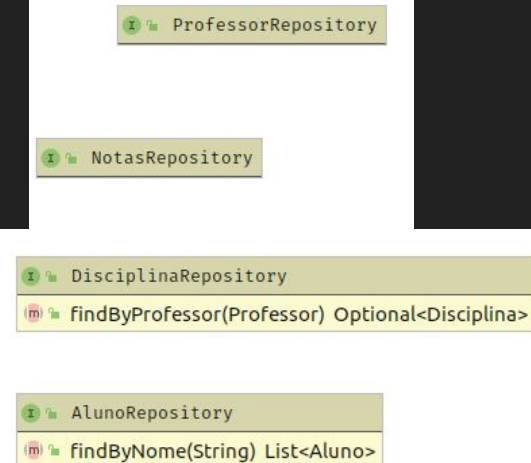 I ProfessorRepository
I NotasRepository
I DisciplinaRepository
m findByProfessor(Professor) Optional<Disciplina>
I AlunoRepository
m findByNome(String) List<Aluno>